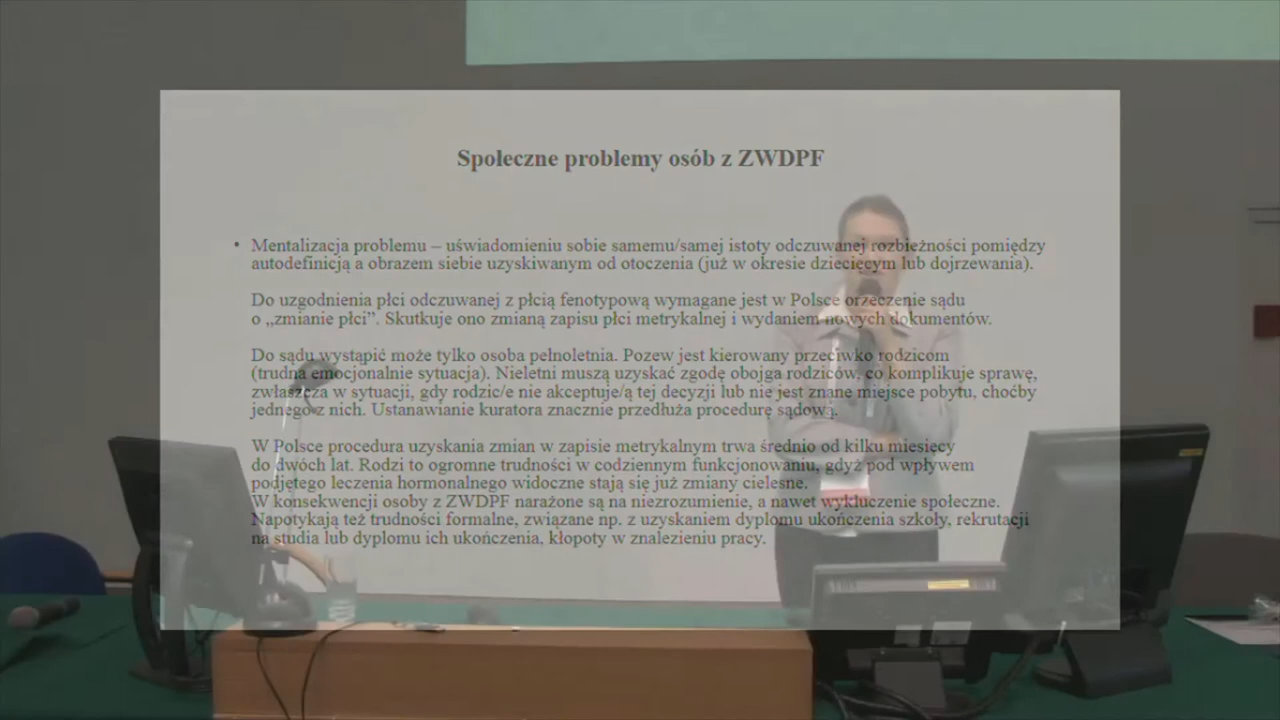 Społeczne problemy osób z ZWDPF
• Mentalizacja problemu – uświadomieniu sobie samemu/samej istoty odczuwanej rozbieżności pomiędzy
autodefinicją a obrazem siebie uzyskiwanym od otoczenia (już w okresie dziecięcym lub dojrzewania).
Do uzgodnienia płci odczuwanej z płcią fenotypową wymagane jest w Polsce orzeczenie sądu
o „zmianie płci”. Skutkuje ono zmianą zapisu płci metrykalnej i wydaniem nowych dokumentów.
Do sądu wystąpić może tylko osoba pełnoletnia. Pozew jest kierowany przeciwko rodzicom
(trudna emocjonalnie sytuacja). Nieletni muszą uzyskać zgodę obojga rodziców, co komplikuje sprawę,
zwłaszcza w sytuacji, gdy rodzic/e nie akceptuje/ą tej decyzji lub nie jest znane miejsce pobytu, choćby
jednego z nich. Ustanawianie kuratora znacznie przedłuża procedurę sądową.
W Polsce procedura uzyskania zmian w zapisie metrykalnym trwa średnio od kilku miesięcy
do dwóch lat. Rodzi to ogromne trudności w codziennym funkcjonowaniu, gdyż pod wpływem
podjętego leczenia hormonalnego widoczne stają się już zmiany cielesne.
W konsekwencji osoby z ZWDPF narażone są na niezrozumienie, a nawet wykluczenie społeczne.
Napotykają też trudności formalne, związane np. z uzyskaniem dyplomu ukończenia szkoły, rekrutacji
na studia lub dyplomu ich ukończenia, kłopoty w znalezieniu pracy.